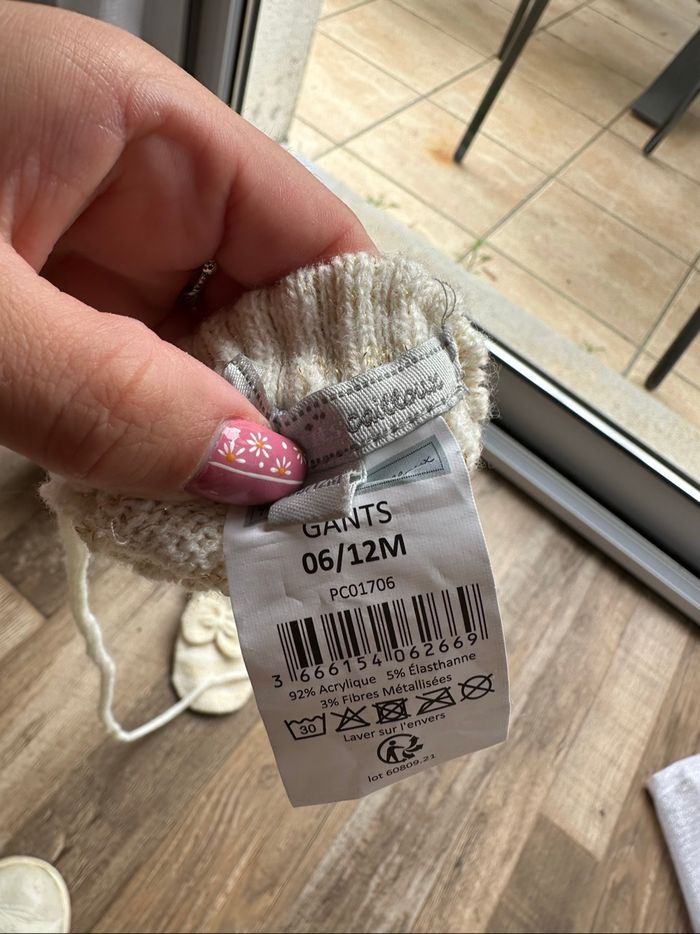 GANTS
06/12M
PC01706
3 666154 062669
92% Acrylique 5% Élasthanne
3% Fibres Métallisées
30
Laver sur l'envers
lot 60809.21